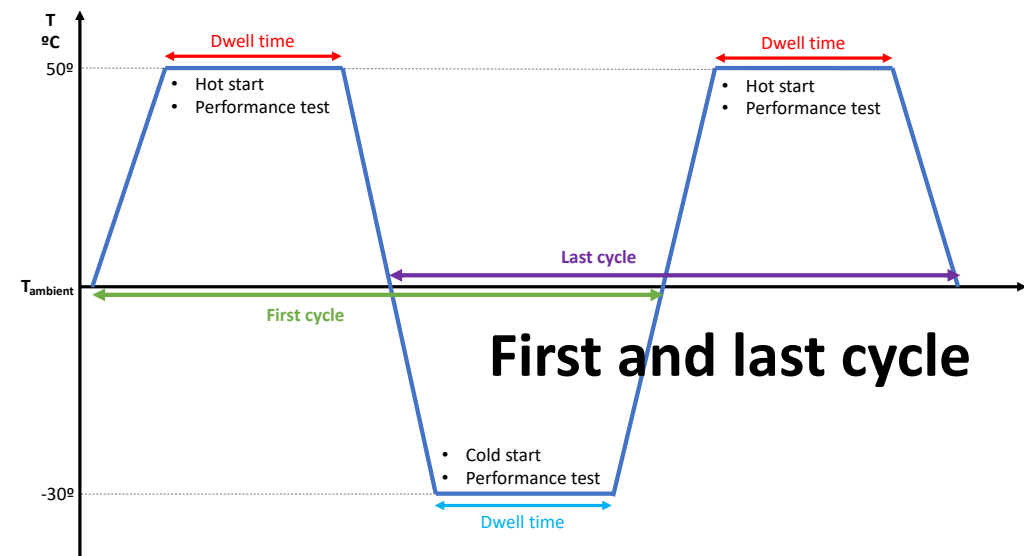 T
ºC
Dwell time
Dwell time
50º
• Hot start
• Performance test
• Hot start
• Performance test
Last cycle
Tambient
First cycle
First and last cycle
• Cold start
• Performance test
-30º
Dwell time